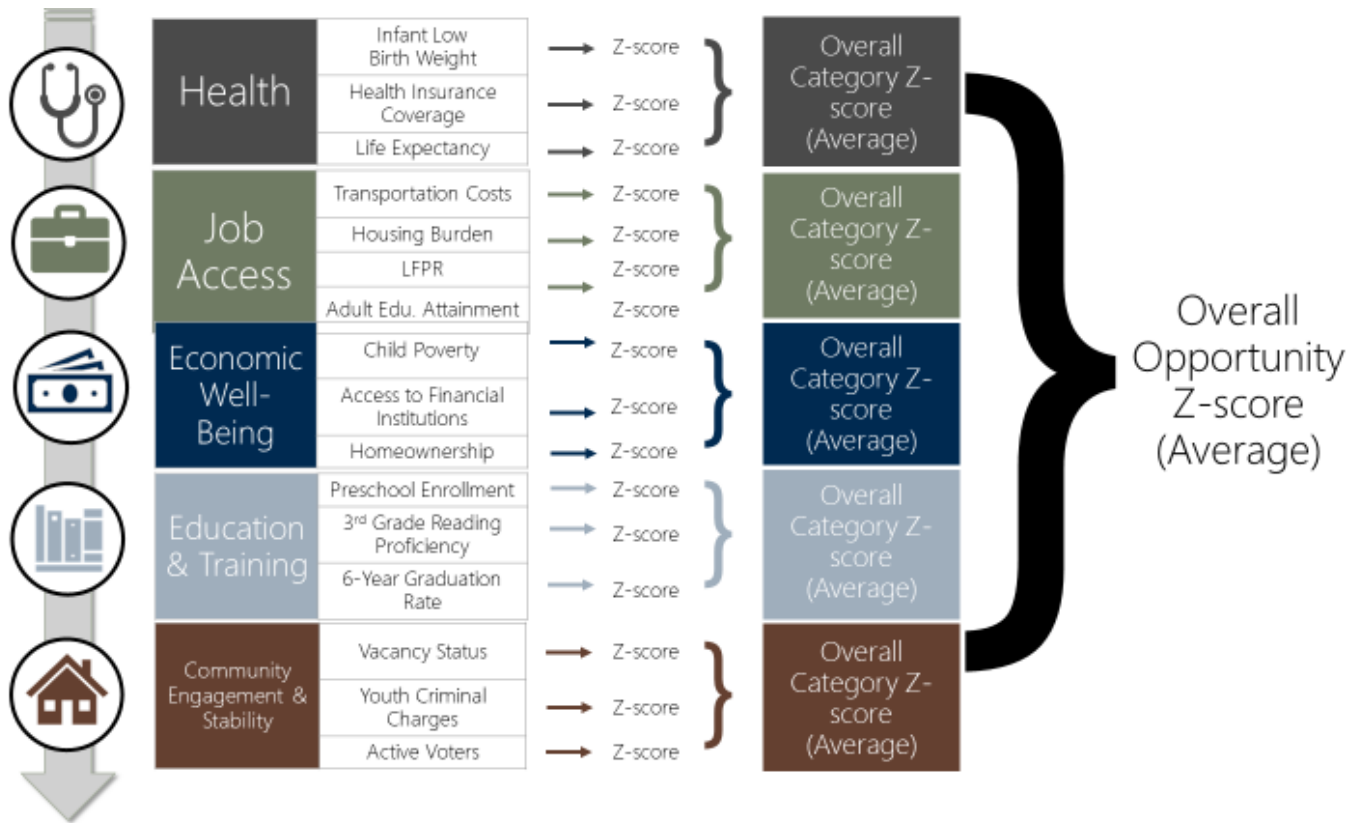 Health
Infant Low
Birth Weight
Z-score
Health Insurance
Coverage
Z-score
Life Expectancy
Z-score
Overall
Category Z-
score
(Average)
Job
Access
Transportation Costs
Z-score
Housing Burden
Z-score
LFPR
Z-score
Adult Edu. Attainment
Z-score
Overall
Category Z-
score
(Average)
Economic
Well-
Being
Child Poverty
Z-score
Access to Financial
Institutions
Z-score
Homeownership
Z-score
Overall
Category Z-
score
(Average)
Education
& Training
Preschool Enrollment
Z-score
3rd Grade Reading
Proficiency
Z-score
6-Year Graduation
Rate
Z-score
Overall
Category Z-
score
(Average)
Community
Engagement &
Stability
Vacancy Status
Z-score
Youth Criminal
Charges
Z-score
Active Voters
Z-score
Overall
Category Z-
score
(Average)
Overall
Opportunity
Z-score
(Average)